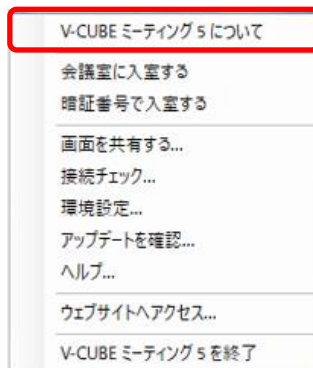 V-CUBE ミーティング 5 について
会議室に入室する
暗証番号で入室する
画面を共有する...
接続チェック...
環境設定...
アップデートを確認...
ヘルプ...
ウェブサイトへアクセス...
V-CUBE ミーティング 5 を終了